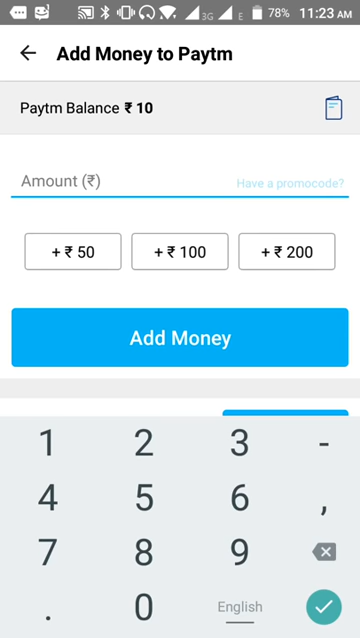 3G E 78% 11:23 AM
Add Money to Paytm
Paytm Balance ₹ 10
Amount (₹) Have a promocode?
+ ₹ 50 + ₹ 100 + ₹ 200
Add Money
1 2 3 -
4 5 6 ,
7 8 9
. 0 English